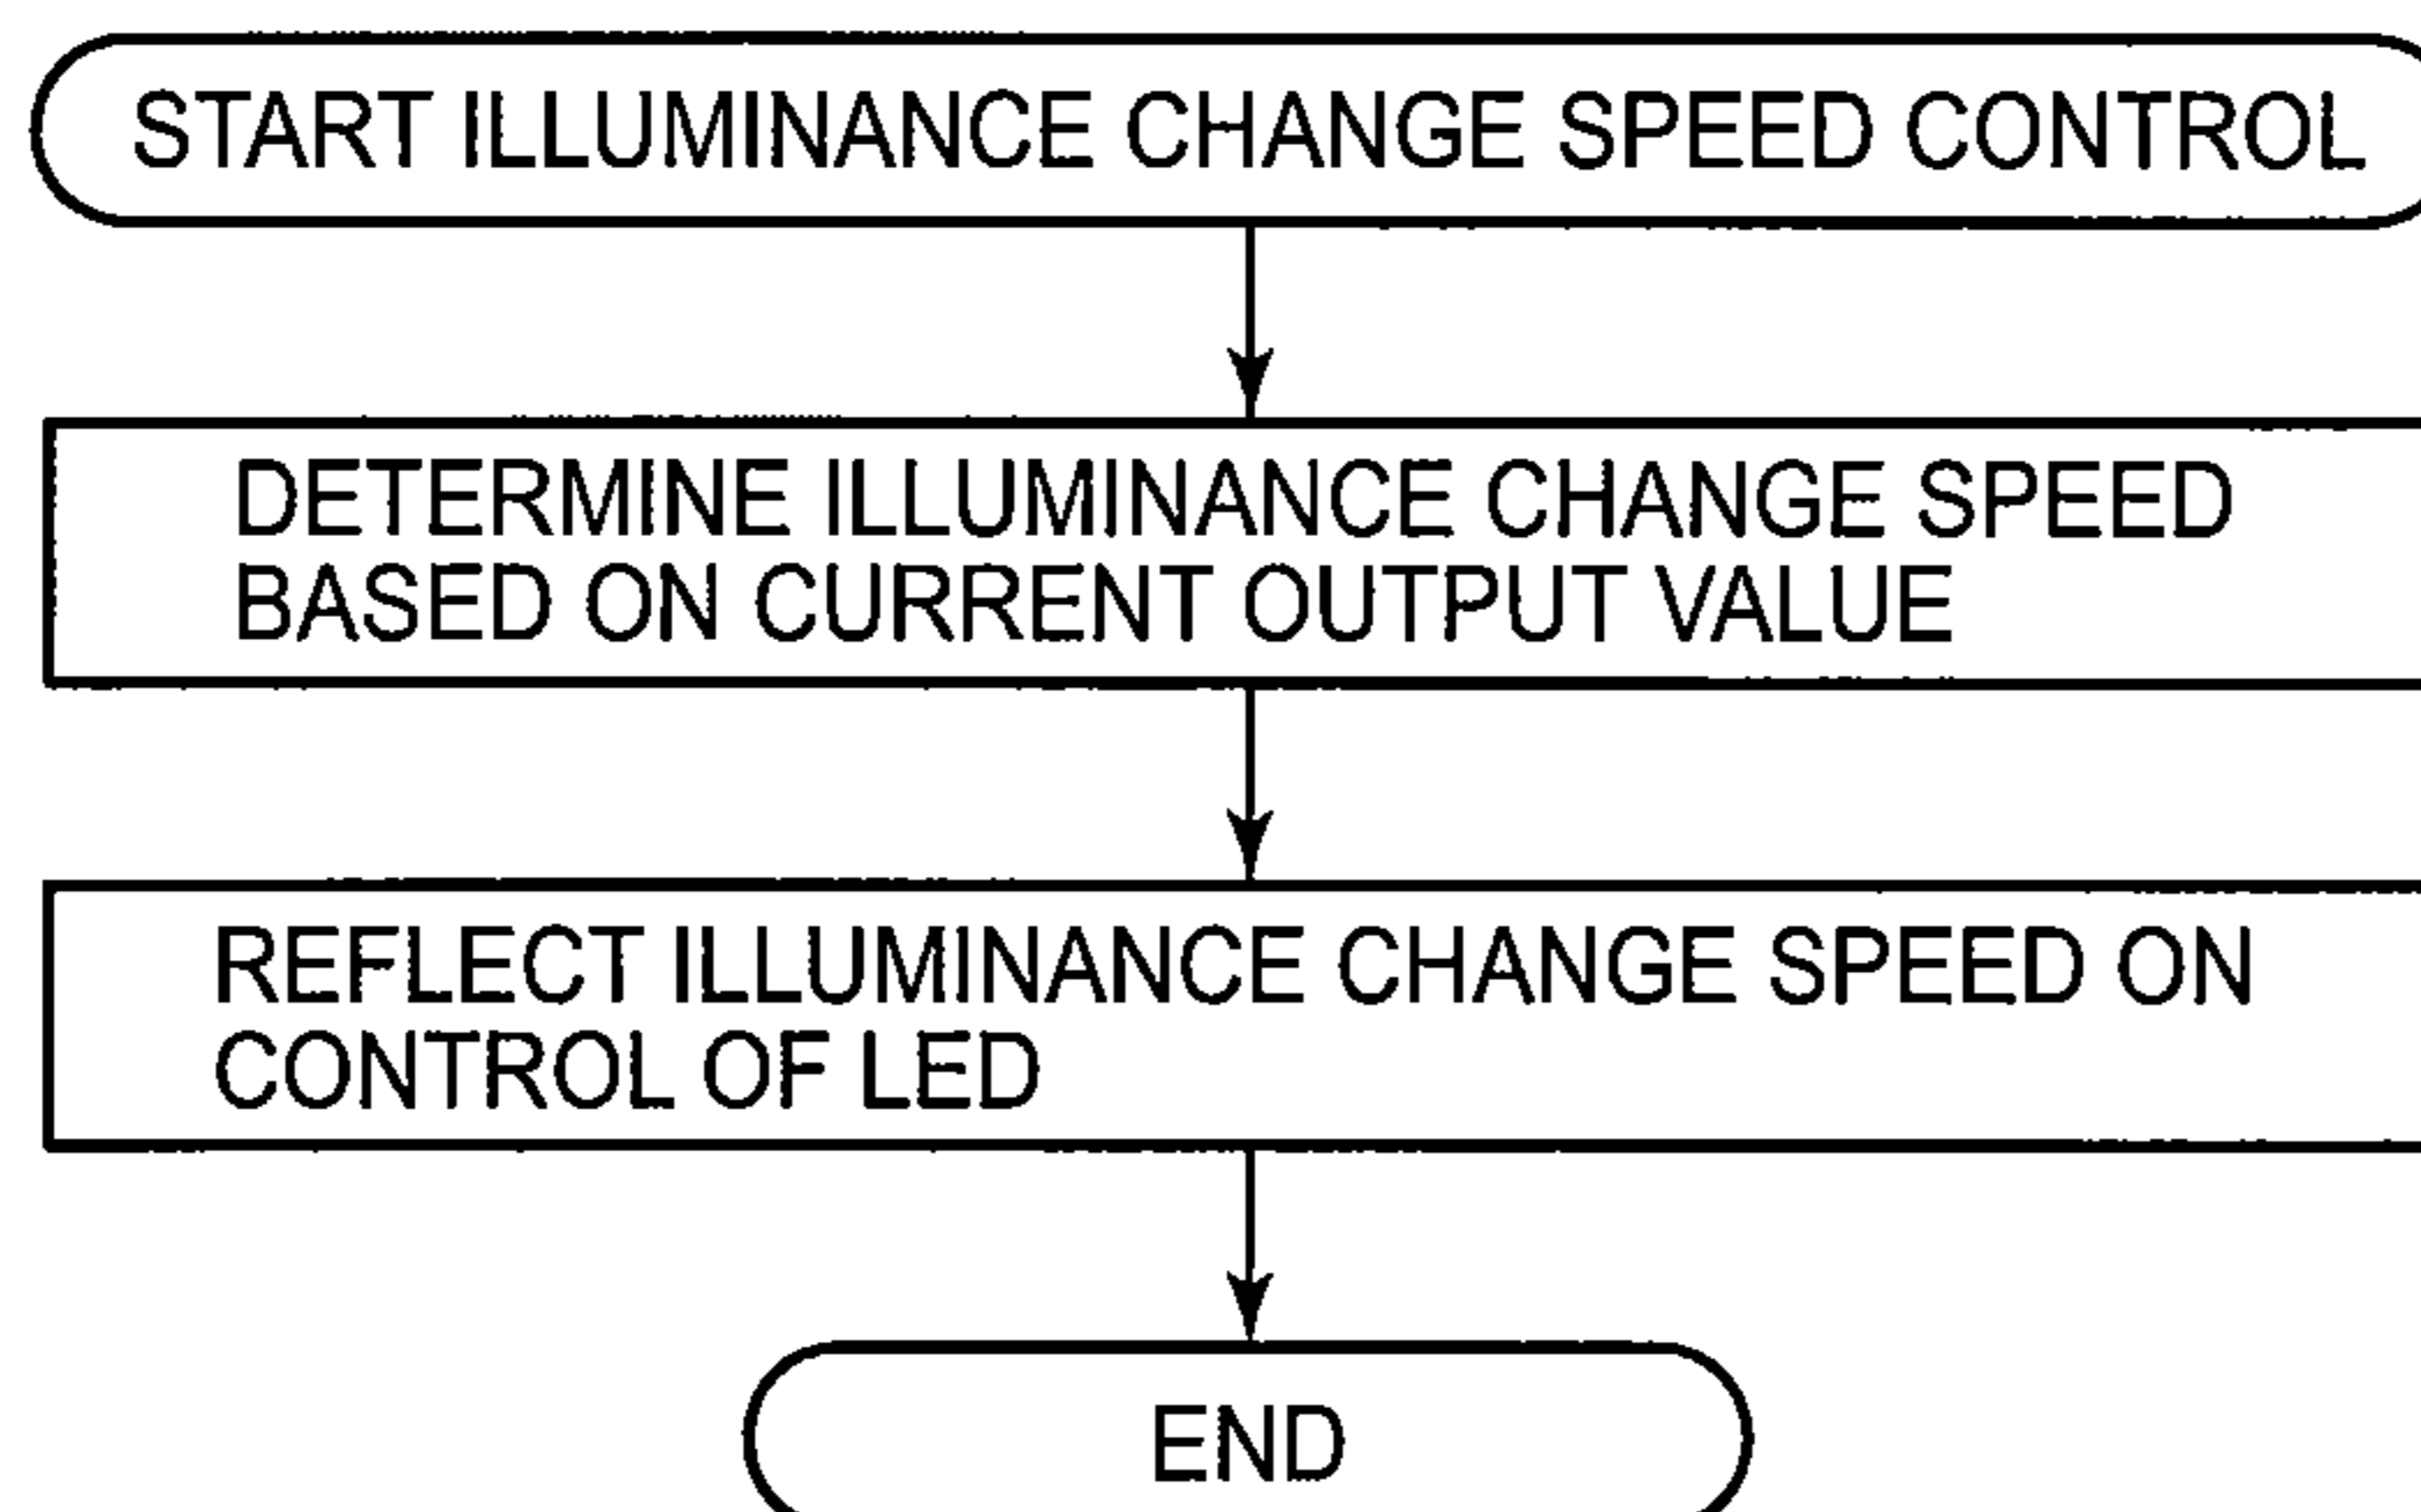 START ILLUMINANCE CHANGE SPEED CONTROL
DETERMINE ILLUMINANCE CHANGE SPEED
BASED ON CURRENT OUTPUT VALUE
REFLECT ILLUMINANCE CHANGE SPEED ON
CONTROL OF LED
END